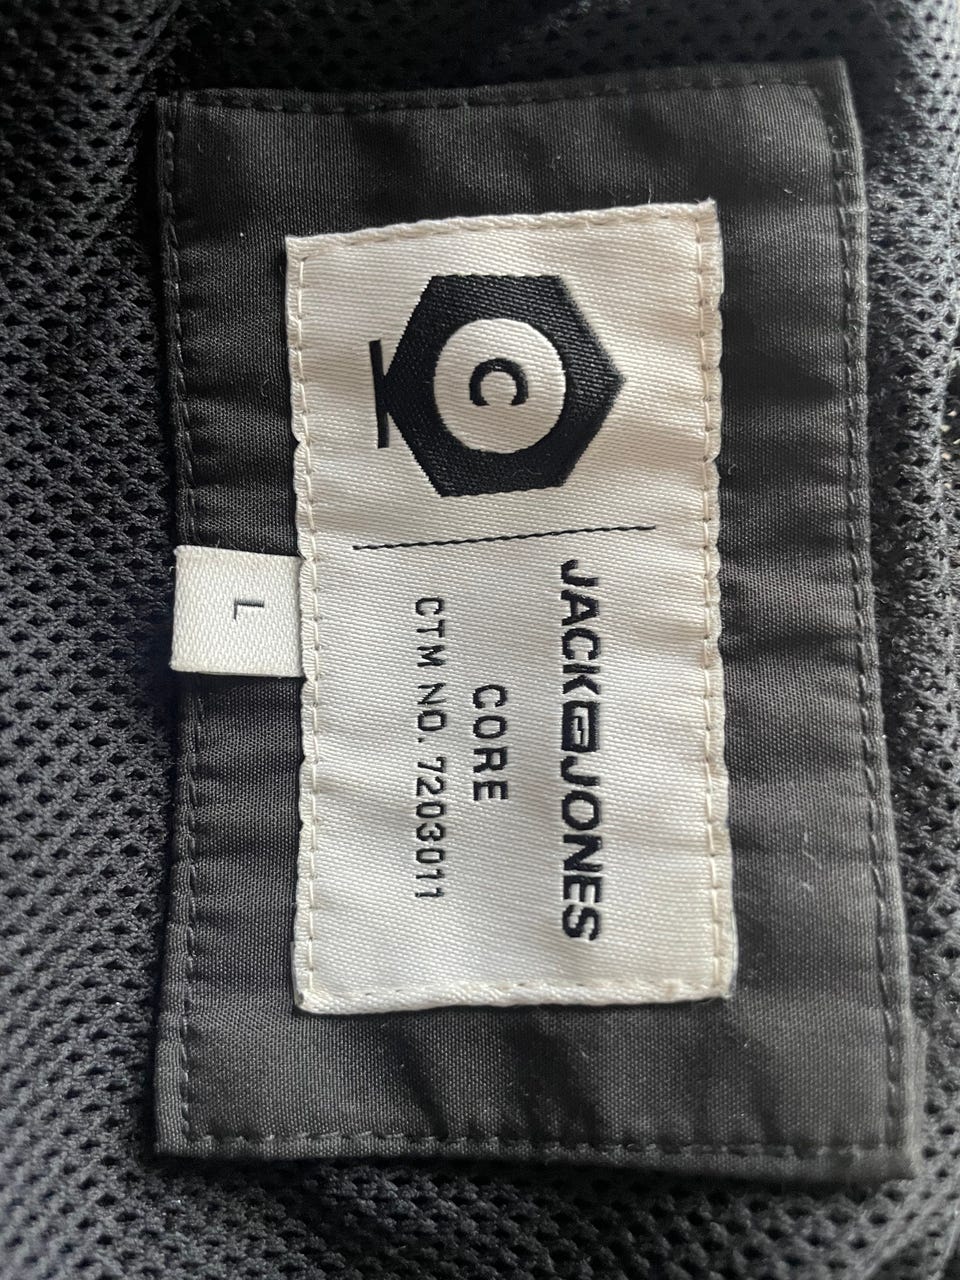 C
JACK&JONES
CORE
CTM NO. 7203011
L